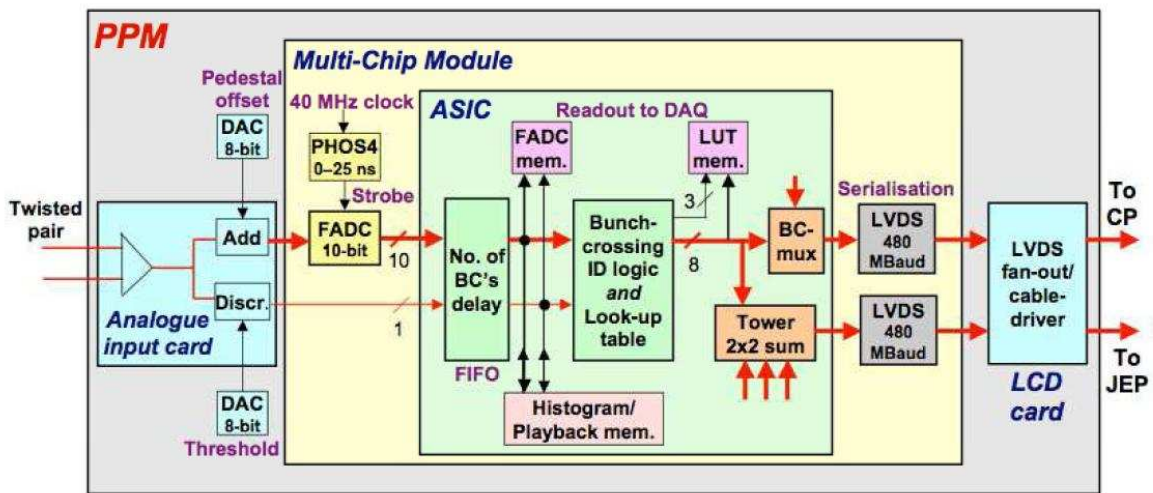 PPM
Multi-Chip Module
Pedestal
offset
DAC
8-bit
40 MHz clock
PHOS4
0–25 ns
Strobe
FADC
10-bit
10
Twisted
pair
Add
Discr.
Analogue
input card
1
DAC
8-bit
Threshold
ASIC
Readout to DAQ
FADC
mem.
LUT
mem.
3
No. of
BC's
delay
FIFO
Bunch-
crossing
ID logic
and
Look-up
table
8
BC-
mux
Tower
2x2 sum
Histogram/
Playback mem.
Serialisation
LVDS
480
MBaud
LVDS
480
MBaud
LVDS
fan-out/
cable-
driver
LCD
card
To
CP
To
JEP